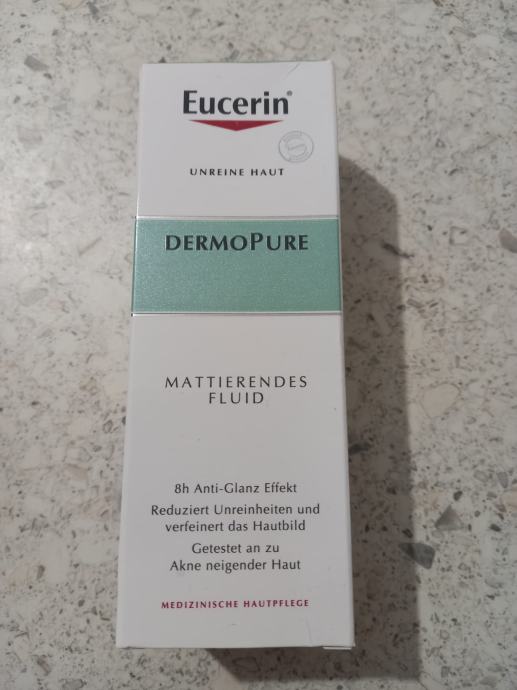 Eucerin®
UNREINE HAUT
DERMOPURE
MATTIERENDES
FLUID
8h Anti-Glanz Effekt
Reduziert Unreinheiten und
verfeinert das Hautbild
Getestet an zu
Akne neigender Haut
MEDIZINISCHE HAUTPFLEGE